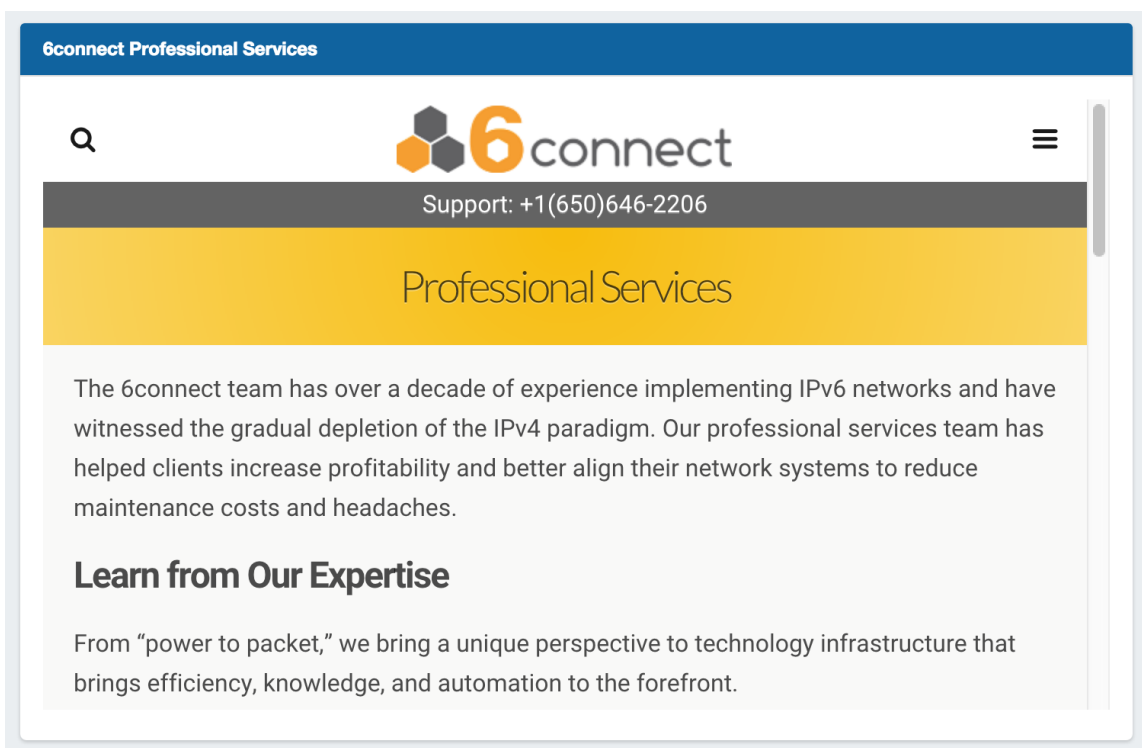 6connect Professional Services
6connect
Support: +1(650)646-2206
Professional Services
The 6connect team has over a decade of experience implementing IPv6 networks and have
witnessed the gradual depletion of the IPv4 paradigm. Our professional services team has
helped clients increase profitability and better align their network systems to reduce
maintenance costs and headaches.
Learn from Our Expertise
From “power to packet,” we bring a unique perspective to technology infrastructure that
brings efficiency, knowledge, and automation to the forefront.